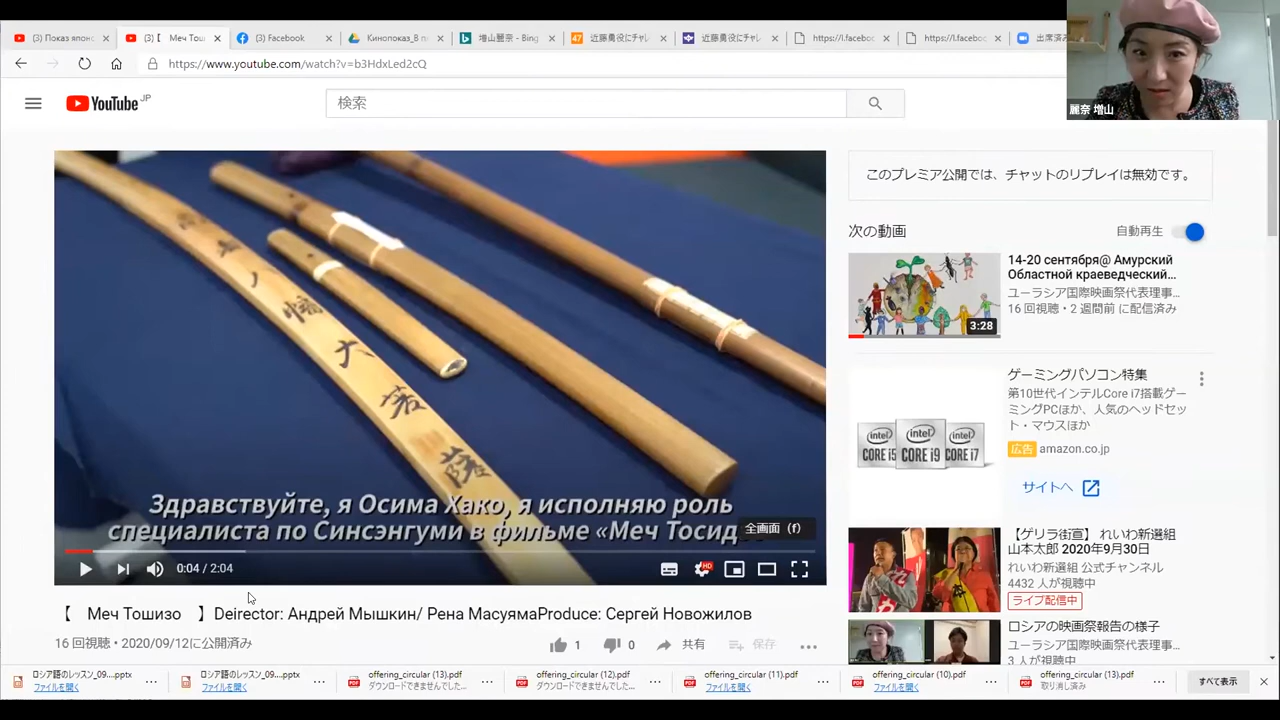 (3) Показ япон
(3)【 Меч Тош
(3) Facebook
Кинопоказ_В п
増山麗奈 - Bing
近藤勇役にチャレ
近藤勇役にチャレ
https://l.faceboo
https://l.faceboo
出席済み
https://www.youtube.com/watch?v=b3HdxLed2cQ
麗奈 増山
YouTube JP
検索
八
幡
大
菩
薩
Здравствуйте, я Осима Хако, я исполняю роль
специалиста по Синсэнгуми в фильме «Меч Тосид
全画面 (f)
0:04 / 2:04
HD
【 Меч Тошизо 】Deirector: Андрей Мышкин/ Рена МасуямаProduce: Сергей Новожилов
16 回視聴・2020/09/12に公開済み
1
0
共有
保存
このプレミア公開では、チャットのリプレイは無効です。
次の動画
自動再生
14-20 сентября@ Амурский
Областной краеведческий...
ユーラシア国際映画祭代表理事...
16 回視聴・2 週間前 に配信済み
3:28
ゲーミングパソコン特集
第10世代インテルCore i7搭載ゲー
ミングPCほか、人気のヘッドセッ
ト・マウスほか
広告 amazon.co.jp
サイトへ
intel CORE i5
intel CORE i9
intel CORE i7
【ゲリラ街宣】 れいわ新選組
山本太郎 2020年9月30日
れいわ新選組 公式チャンネル
4432 人が視聴中
ライブ配信中
ロシアの映画祭報告の様子
ユーラシア国際映画祭代表理事...
3 人が視聴中
ロシア語のレッスン_09....pptx
ファイルを開く
ロシア語のレッスン_09....pptx
ファイルを開く
offering_circular (13).pdf
ダウンロードできませんでした...
offering_circular (12).pdf
ダウンロードできませんでした...
offering_circular (11).pdf
ファイルを開く
offering_circular (10).pdf
ファイルを開く
offering_circular (13).pdf
取り消し済み
すべて表示